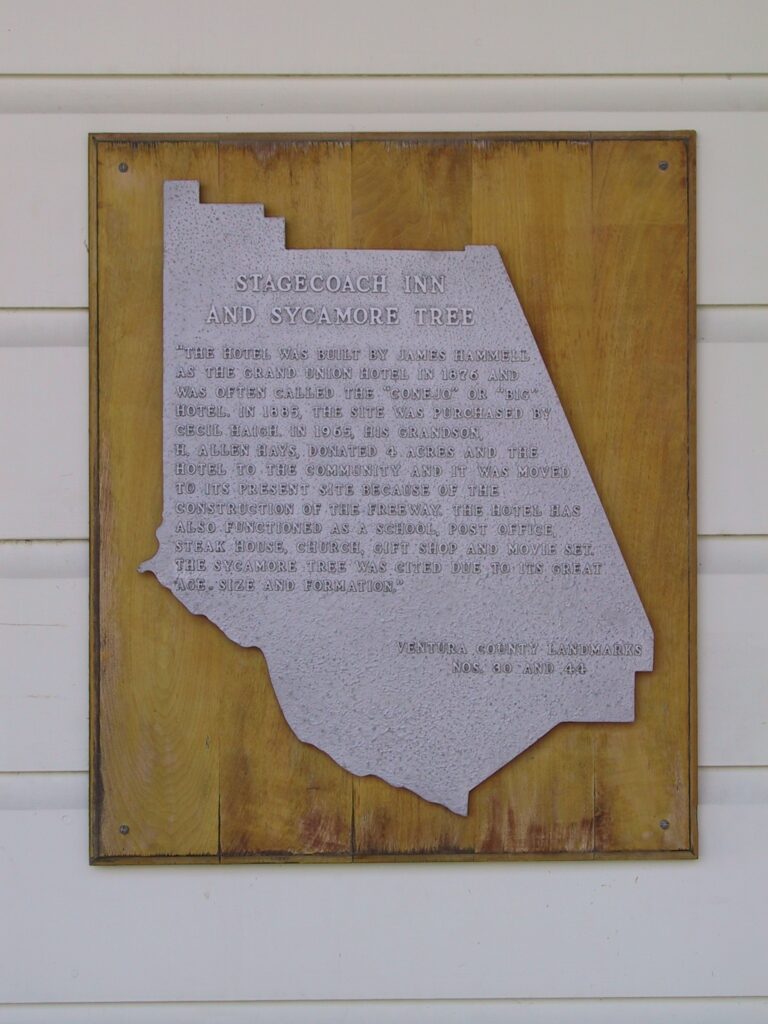 STAGECOACH INN
AND SYCAMORE TREE
"THE HOTEL WAS BUILT BY JAMES HAMMELL
AS THE GRAND UNION HOTEL IN 1876 AND
WAS OFTEN CALLED THE "CONEJO" OR "BIG"
HOTEL. IN 1885, THE SITE WAS PURCHASED BY
CECIL HAIGH. IN 1965, HIS GRANDSON,
H. ALLEN HAYS, DONATED 4 ACRES AND THE
HOTEL TO THE COMMUNITY AND IT WAS MOVED
TO ITS PRESENT SITE BECAUSE OF THE
CONSTRUCTION OF THE FREEWAY. THE HOTEL HAS
ALSO FUNCTIONED AS A SCHOOL, POST OFFICE,
STEAK HOUSE, CHURCH, GIFT SHOP AND MOVIE SET.
THE SYCAMORE TREE WAS CITED DUE TO ITS GREAT
AGE, SIZE AND FORMATION."
VENTURA COUNTY LANDMARKS
NOS. 30 AND 44